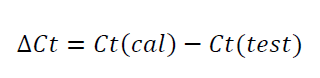 ΔCt = Ct(cal) − Ct(test)